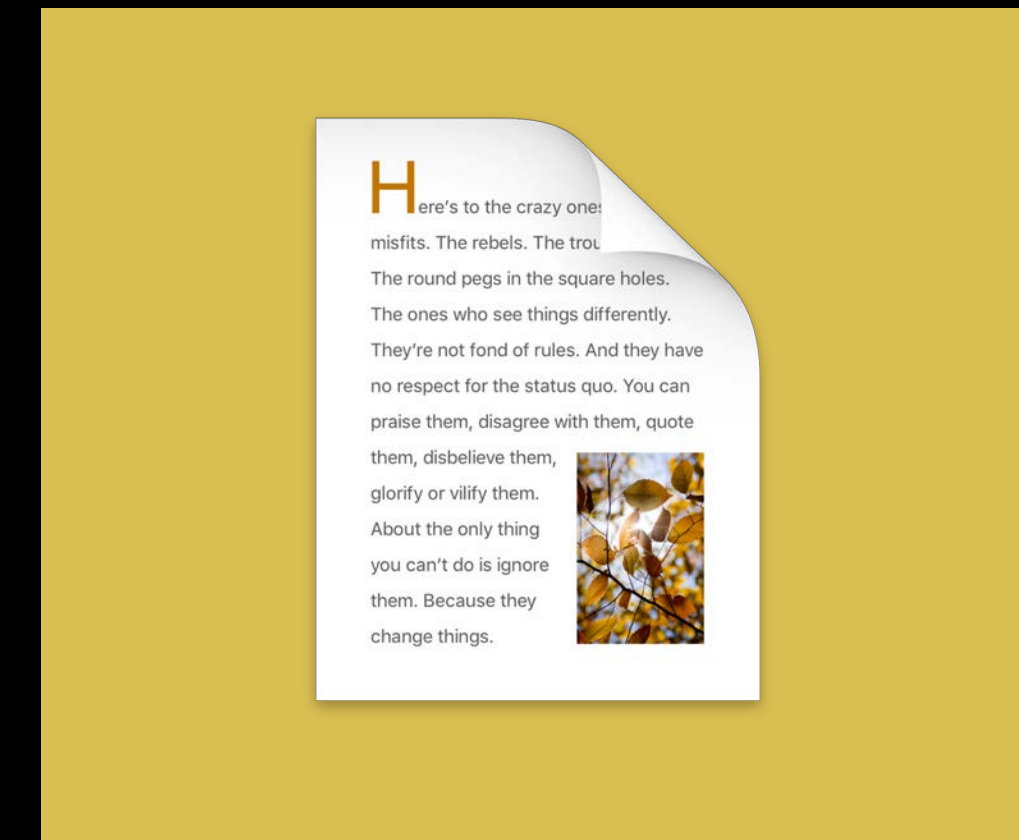 Here’s to the crazy ones
misfits. The rebels. The
The round pegs in the square holes.
The ones who see things differently.
They’re not fond of rules. And they have
no respect for the status quo. You can
praise them, disagree with them, quote
them, disbelieve them,
glorify or vilify them.
About the only thing
you can’t do is ignore
them. Because they
change things.